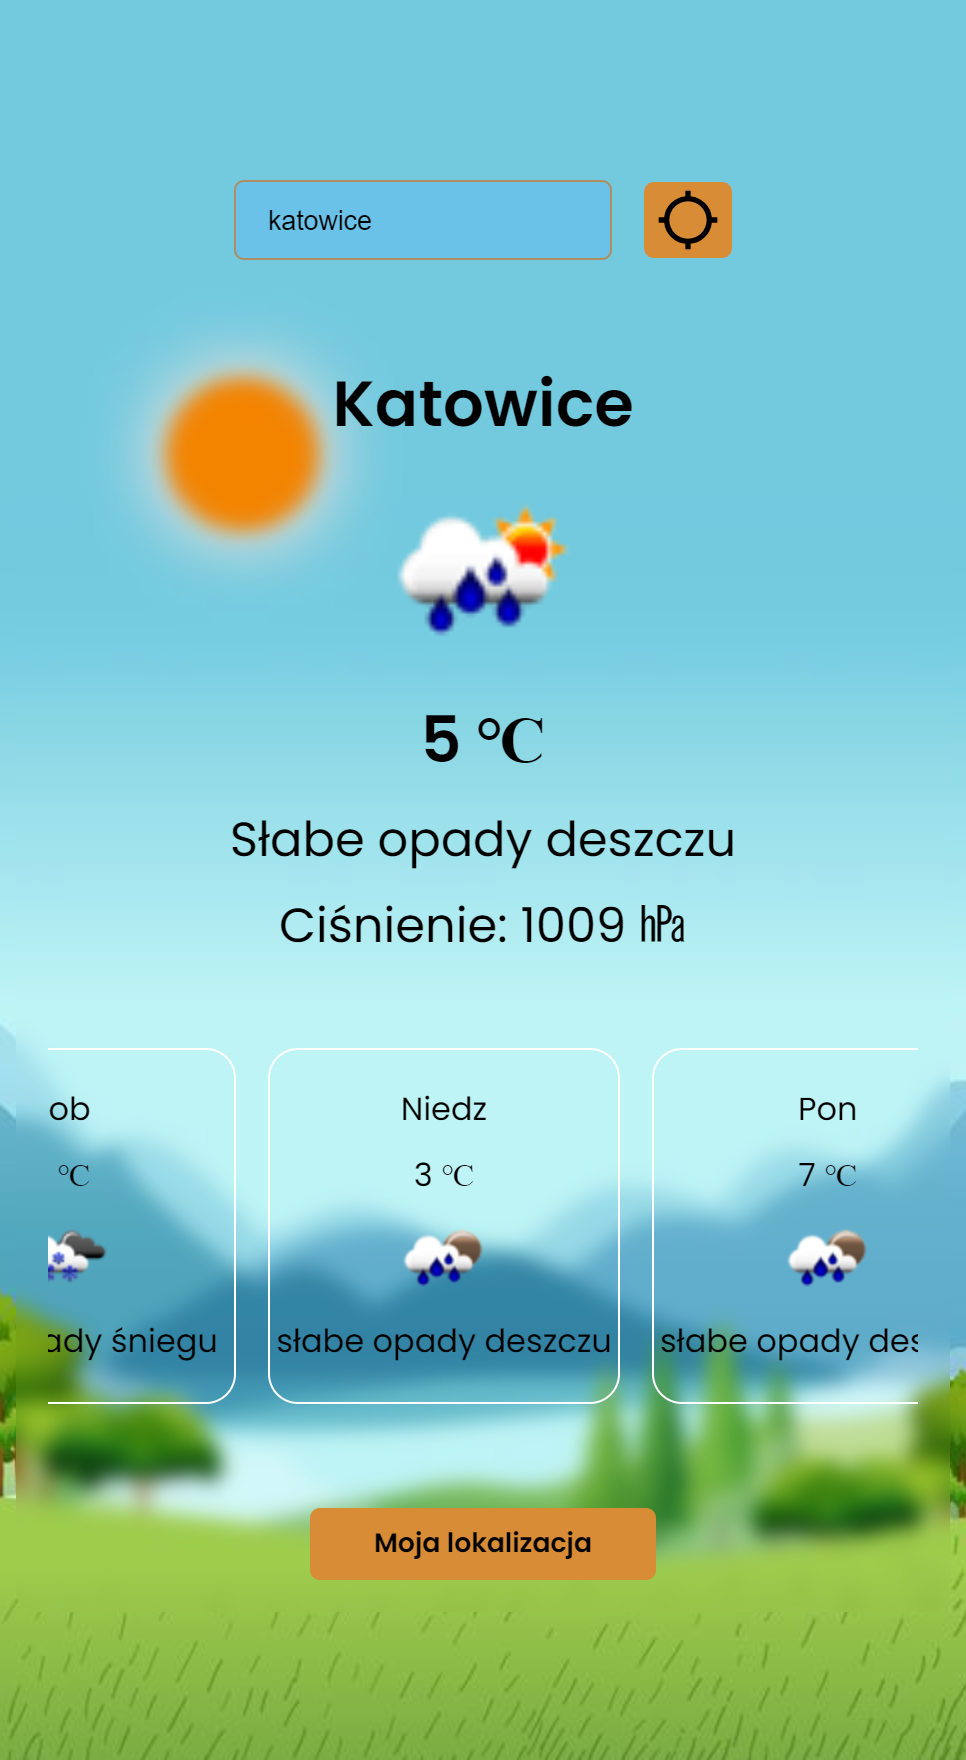 katowice
Katowice
5 °C
Słabe opady deszczu
Ciśnienie: 1009 hPa
ob Niedz Pon
°C 3 °C 7 °C
ady śniegu słabe opady deszczu słabe opady des
Moja lokalizacja